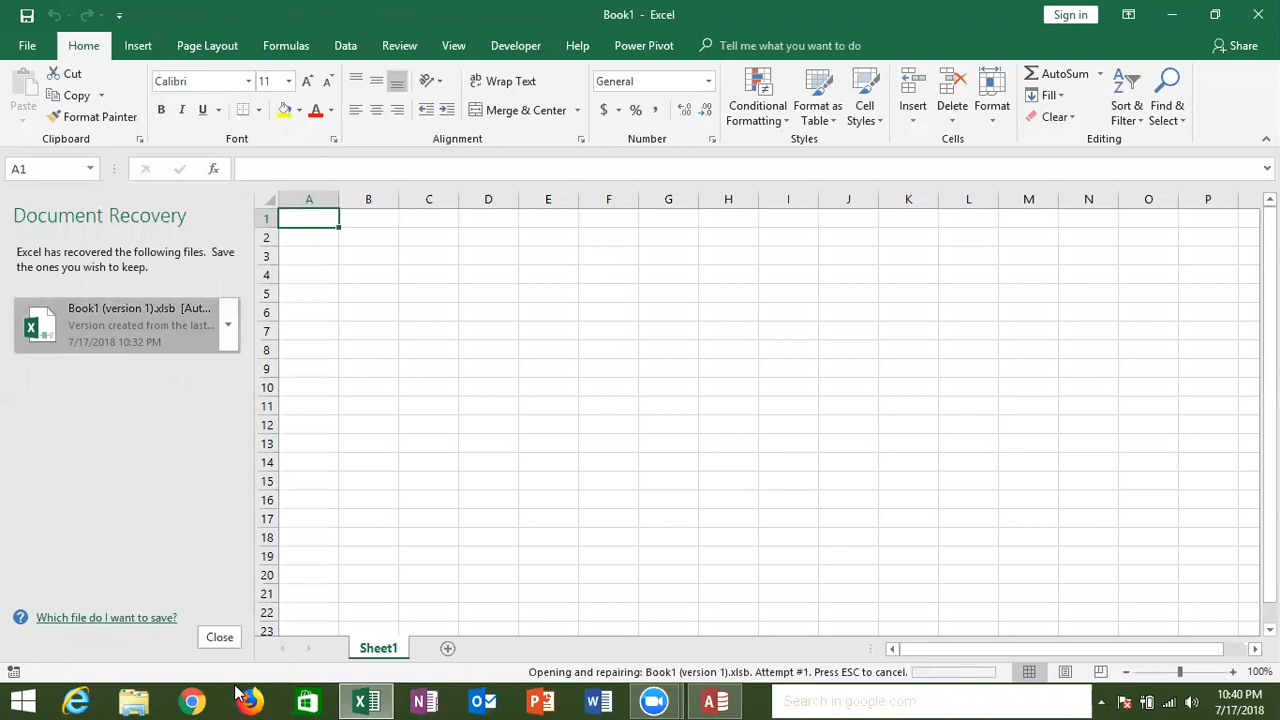 Book1 - Excel
Sign in
File Home Insert Page Layout Formulas Data Review View Developer Help Power Pivot Tell me what you want to do Share
Paste
Cut
Copy
Format Painter
Clipboard
Calibri 11
B I U
Font
Wrap Text
Merge & Center
Alignment
General
$ % ,
Number
Conditional Formatting
Format as Table
Cell Styles
Styles
Insert
Delete
Format
Cells
AutoSum
Fill
Clear
Sort & Filter
Find & Select
Editing
A1
fx
Document Recovery
Excel has recovered the following files. Save
the ones you wish to keep.
Book1 (version 1).xlsb [Aut...
Version created from the last...
7/17/2018 10:32 PM
Which file do I want to save?
Close
A B C D E F G H I J K L M N O P
1
2
3
4
5
6
7
8
9
10
11
12
13
14
15
16
17
18
19
20
21
22
23
Sheet1
Opening and repairing: Book1 (version 1).xlsb. Attempt #1. Press ESC to cancel.
100%
Search in google.com
10:40 PM
7/17/2018